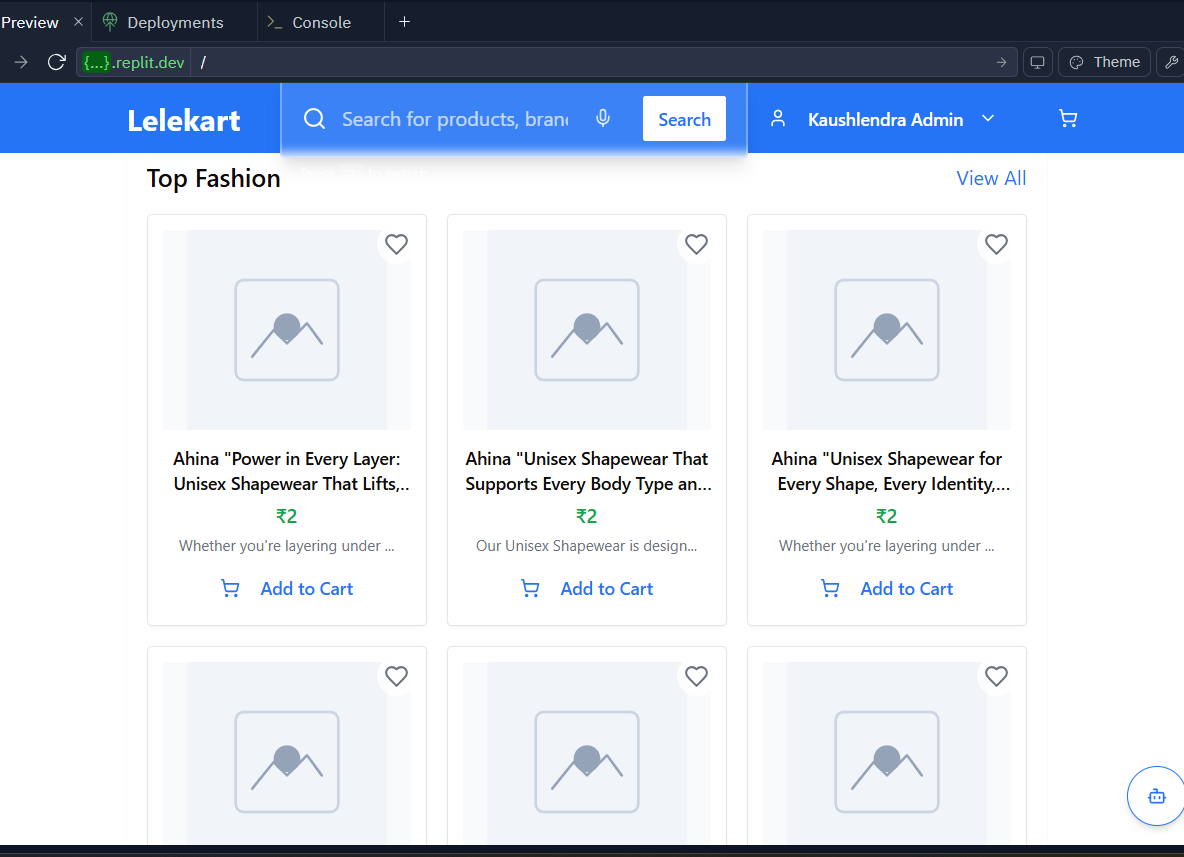 Preview
Deployments
Console
{...}.replit.dev
/
Theme
Lelekart
Search for products, bran
Search
Kaushlendra Admin
Top Fashion
View All
Ahina "Power in Every Layer:
Unisex Shapewear That Lifts,..
₹2
Whether you're layering under ...
Add to Cart
Ahina "Unisex Shapewear That
Supports Every Body Type an...
₹2
Our Unisex Shapewear is design...
Add to Cart
Ahina "Unisex Shapewear for
Every Shape, Every Identity,...
₹2
Whether you're layering under ...
Add to Cart